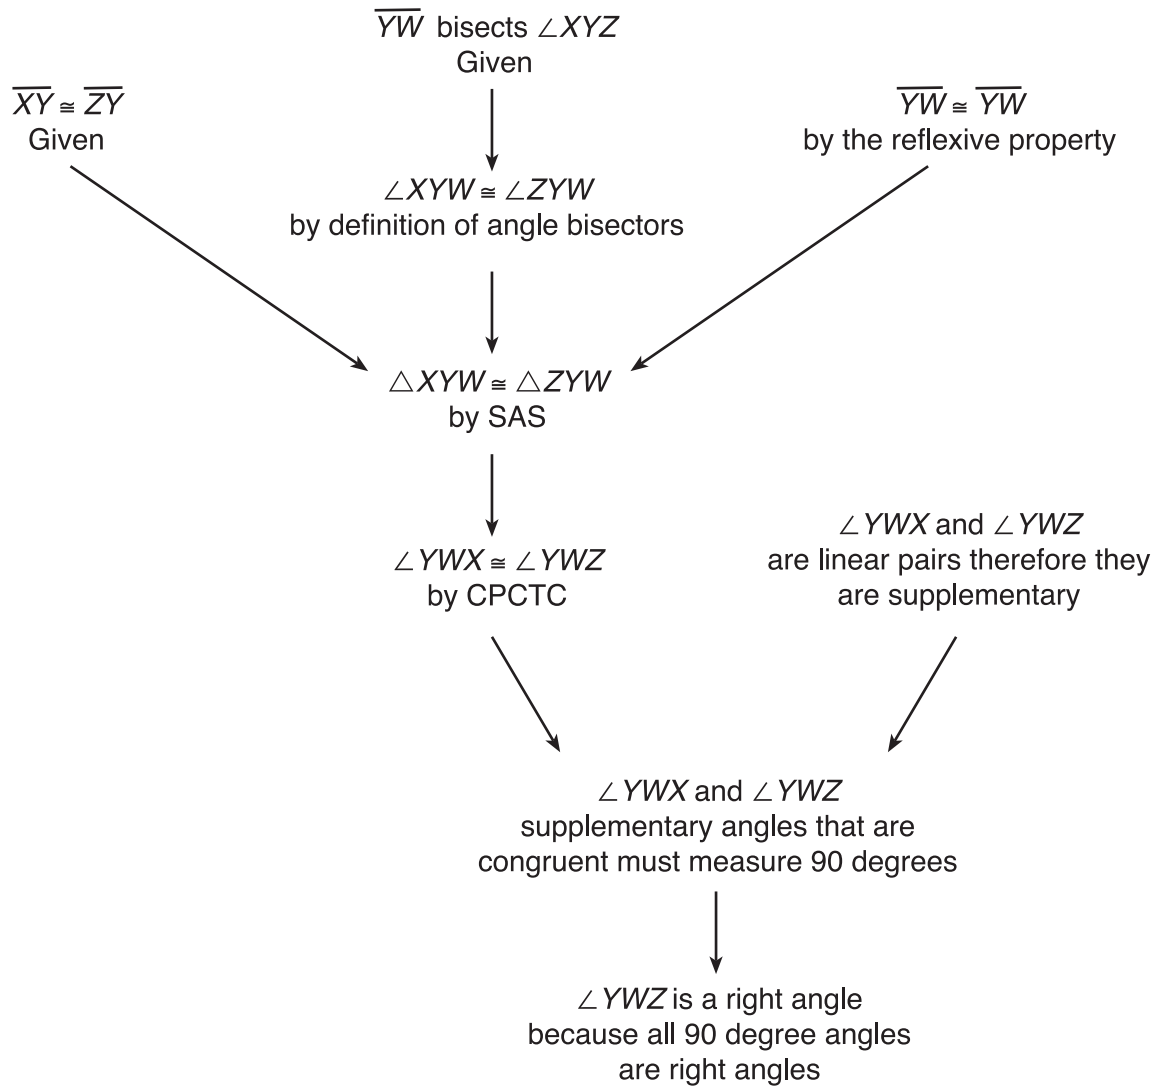 YW bisects ∠XYZ
Given
XY ≅ ZY
Given
YW ≅ YW
by the reflexive property
∠XYW ≅ ∠ZYW
by definition of angle bisectors
△XYW ≅ △ZYW
by SAS
∠YWX ≅ ∠YWZ
by CPCTC
∠YWX and ∠YWZ
are linear pairs therefore they
are supplementary
∠YWX and ∠YWZ
supplementary angles that are
congruent must measure 90 degrees
∠YWZ is a right angle
because all 90 degree angles
are right angles